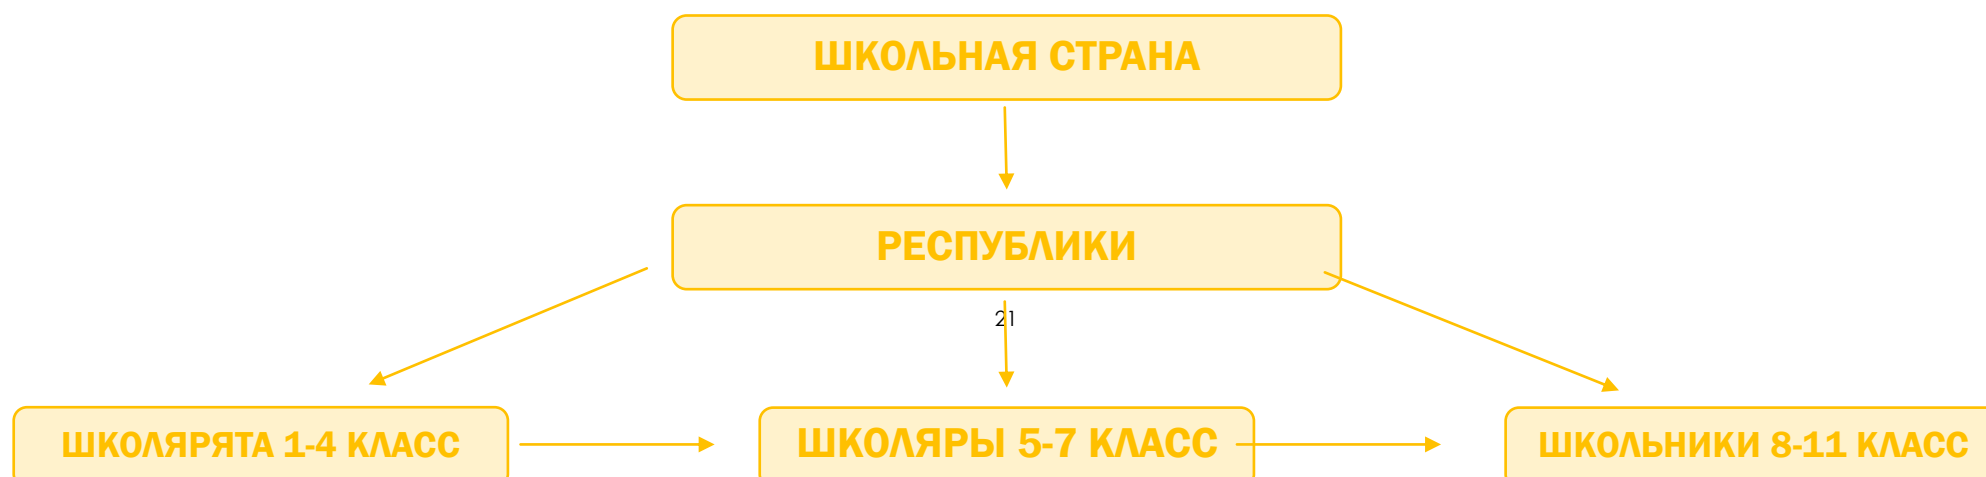 ШКОЛЬНАЯ СТРАНА
РЕСПУБЛИКИ
21
ШКОЛЯРЯТА 1-4 КЛАСС
ШКОЛЯРЫ 5-7 КЛАСС
ШКОЛЬНИКИ 8-11 КЛАСС